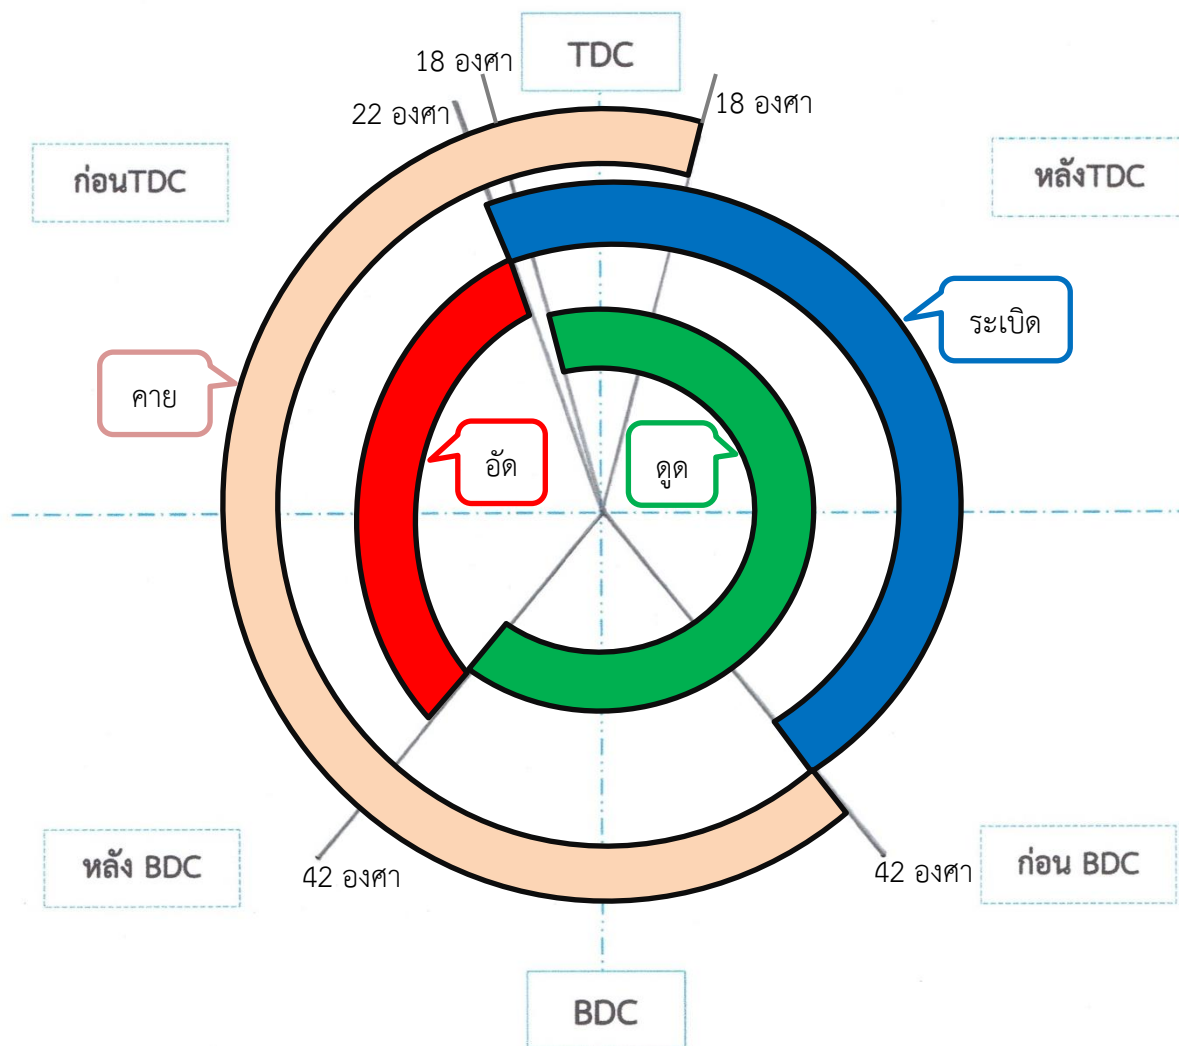 TDC
18 องศา
18 องศา
22 องศา
ก่อนTDC
หลังTDC
ระเบิด
คาย
อัด
ดูด
หลัง BDC
ก่อน BDC
42 องศา
42 องศา
BDC